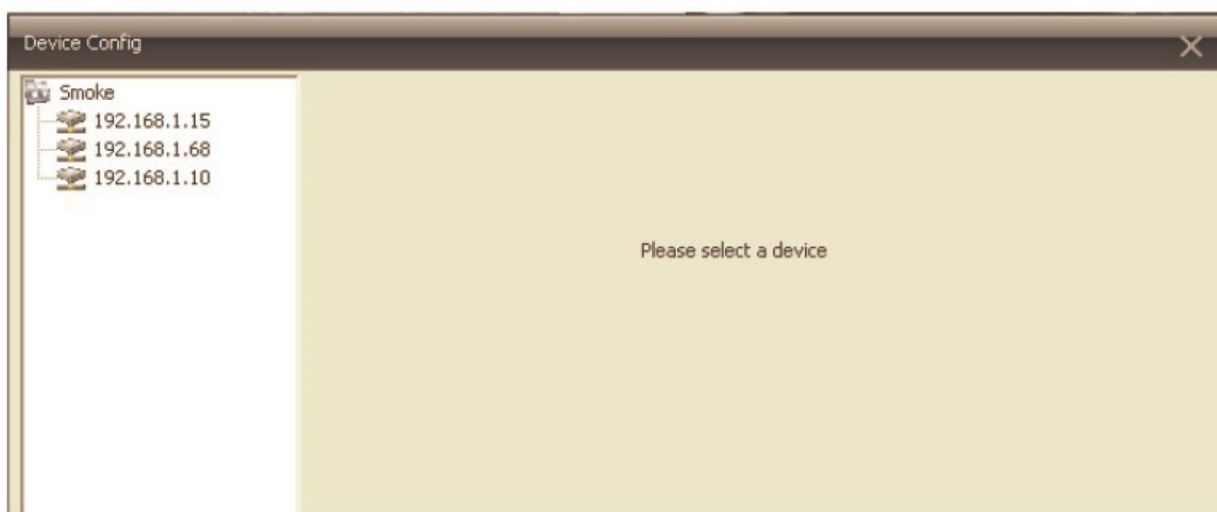 Device Config
Smoke
192.168.1.15
192.168.1.68
192.168.1.10
Please select a device